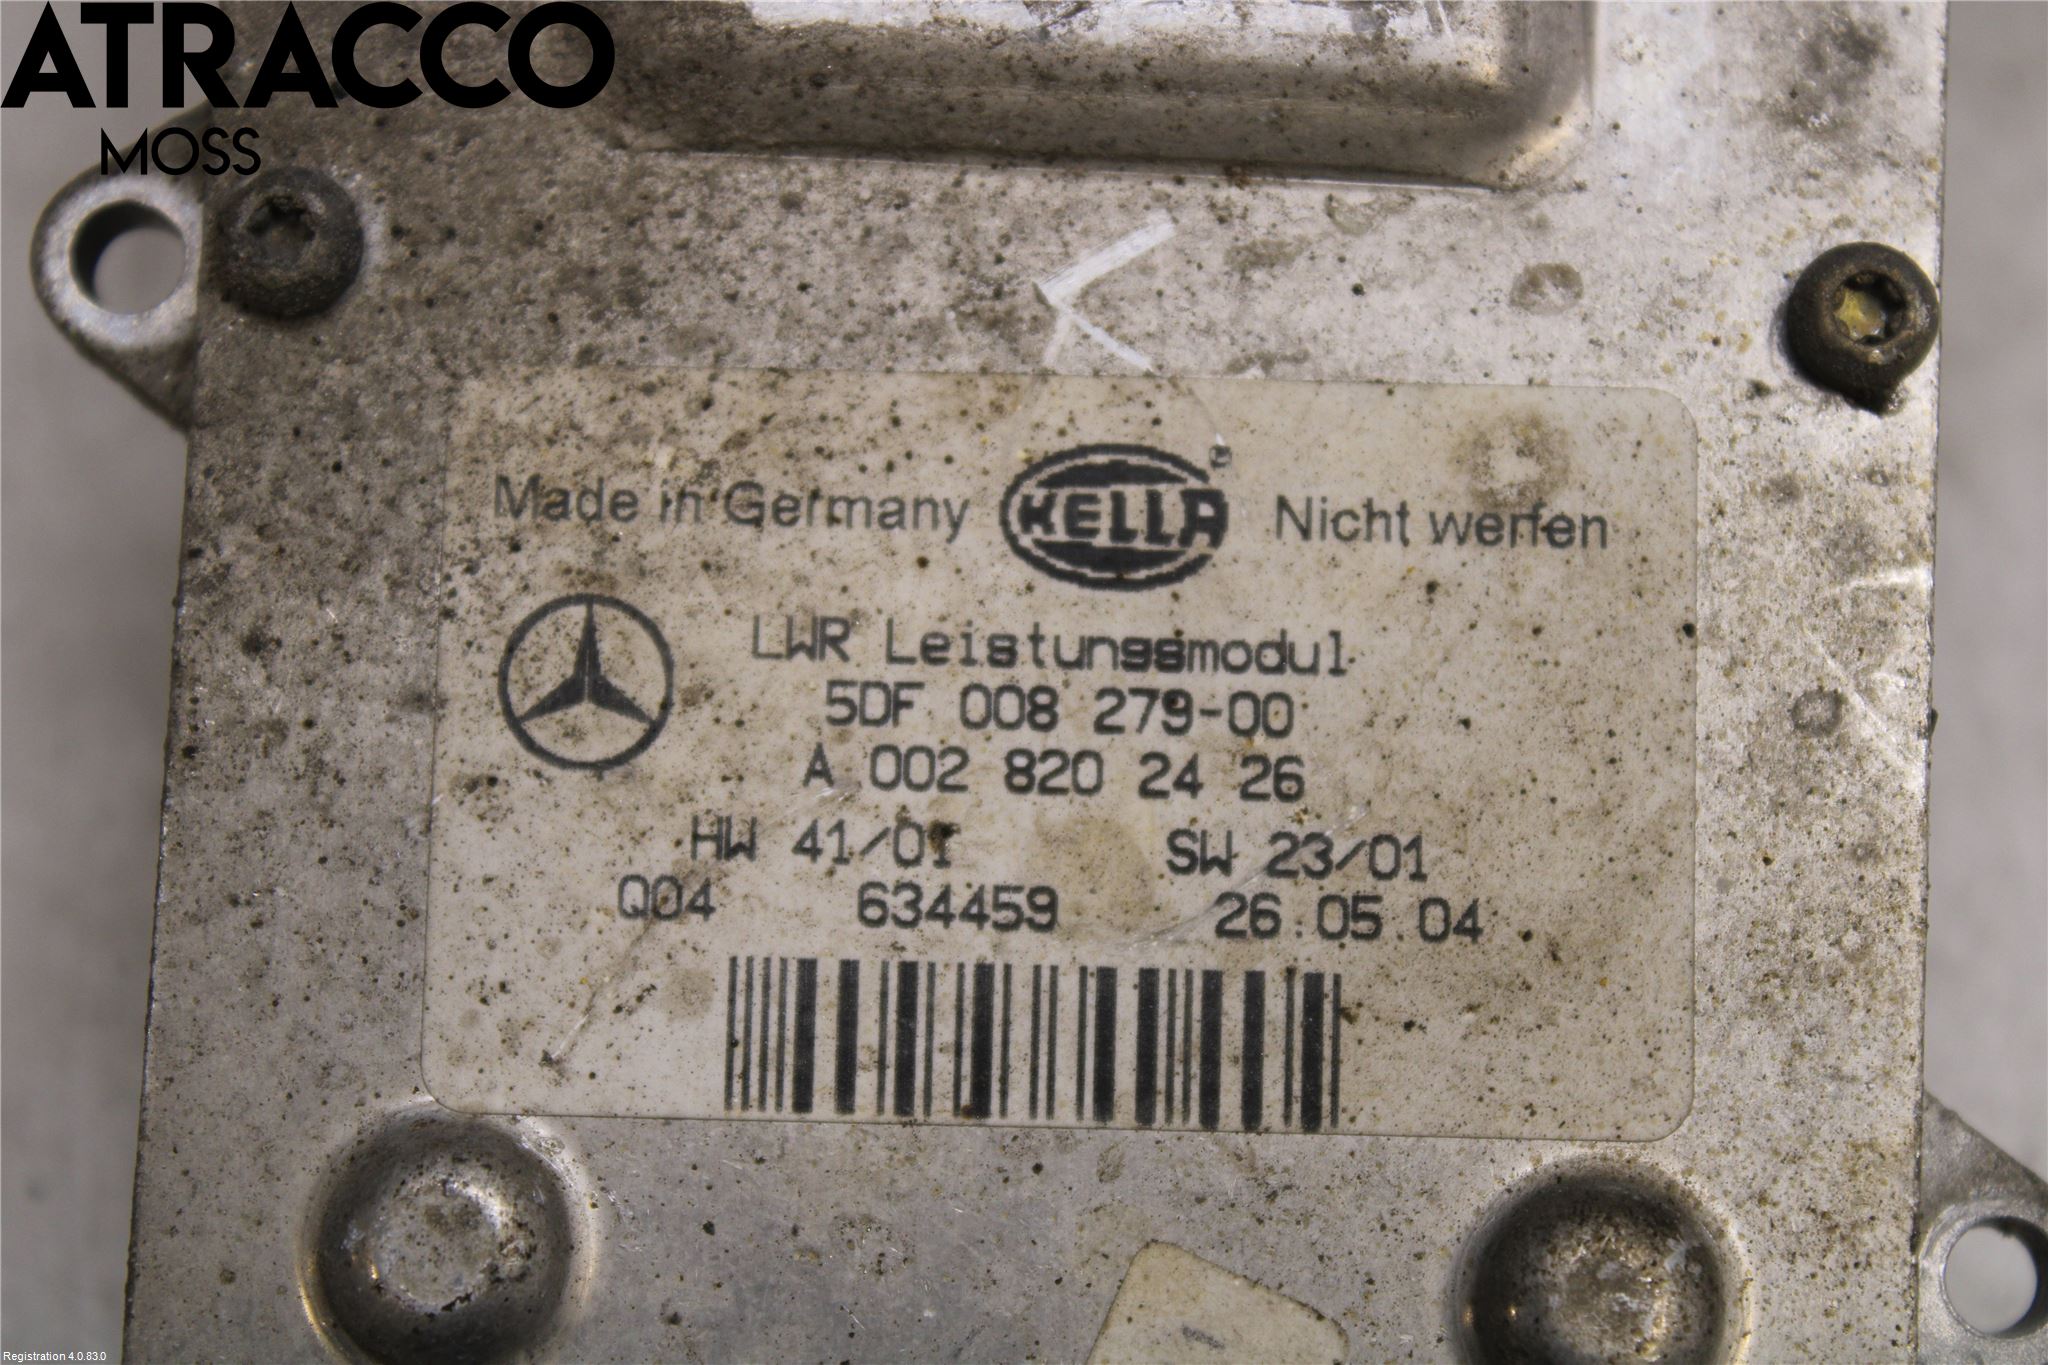 ATRACCO
MOSS
Made in Germany HELLA Nicht werfen
LWR Leistungsmodul
5DF 008 279-00
A 002 820 24 26
HW 41/01 SW 23/01
Q04 634459 26.05.04
Registration 4.0.83.0